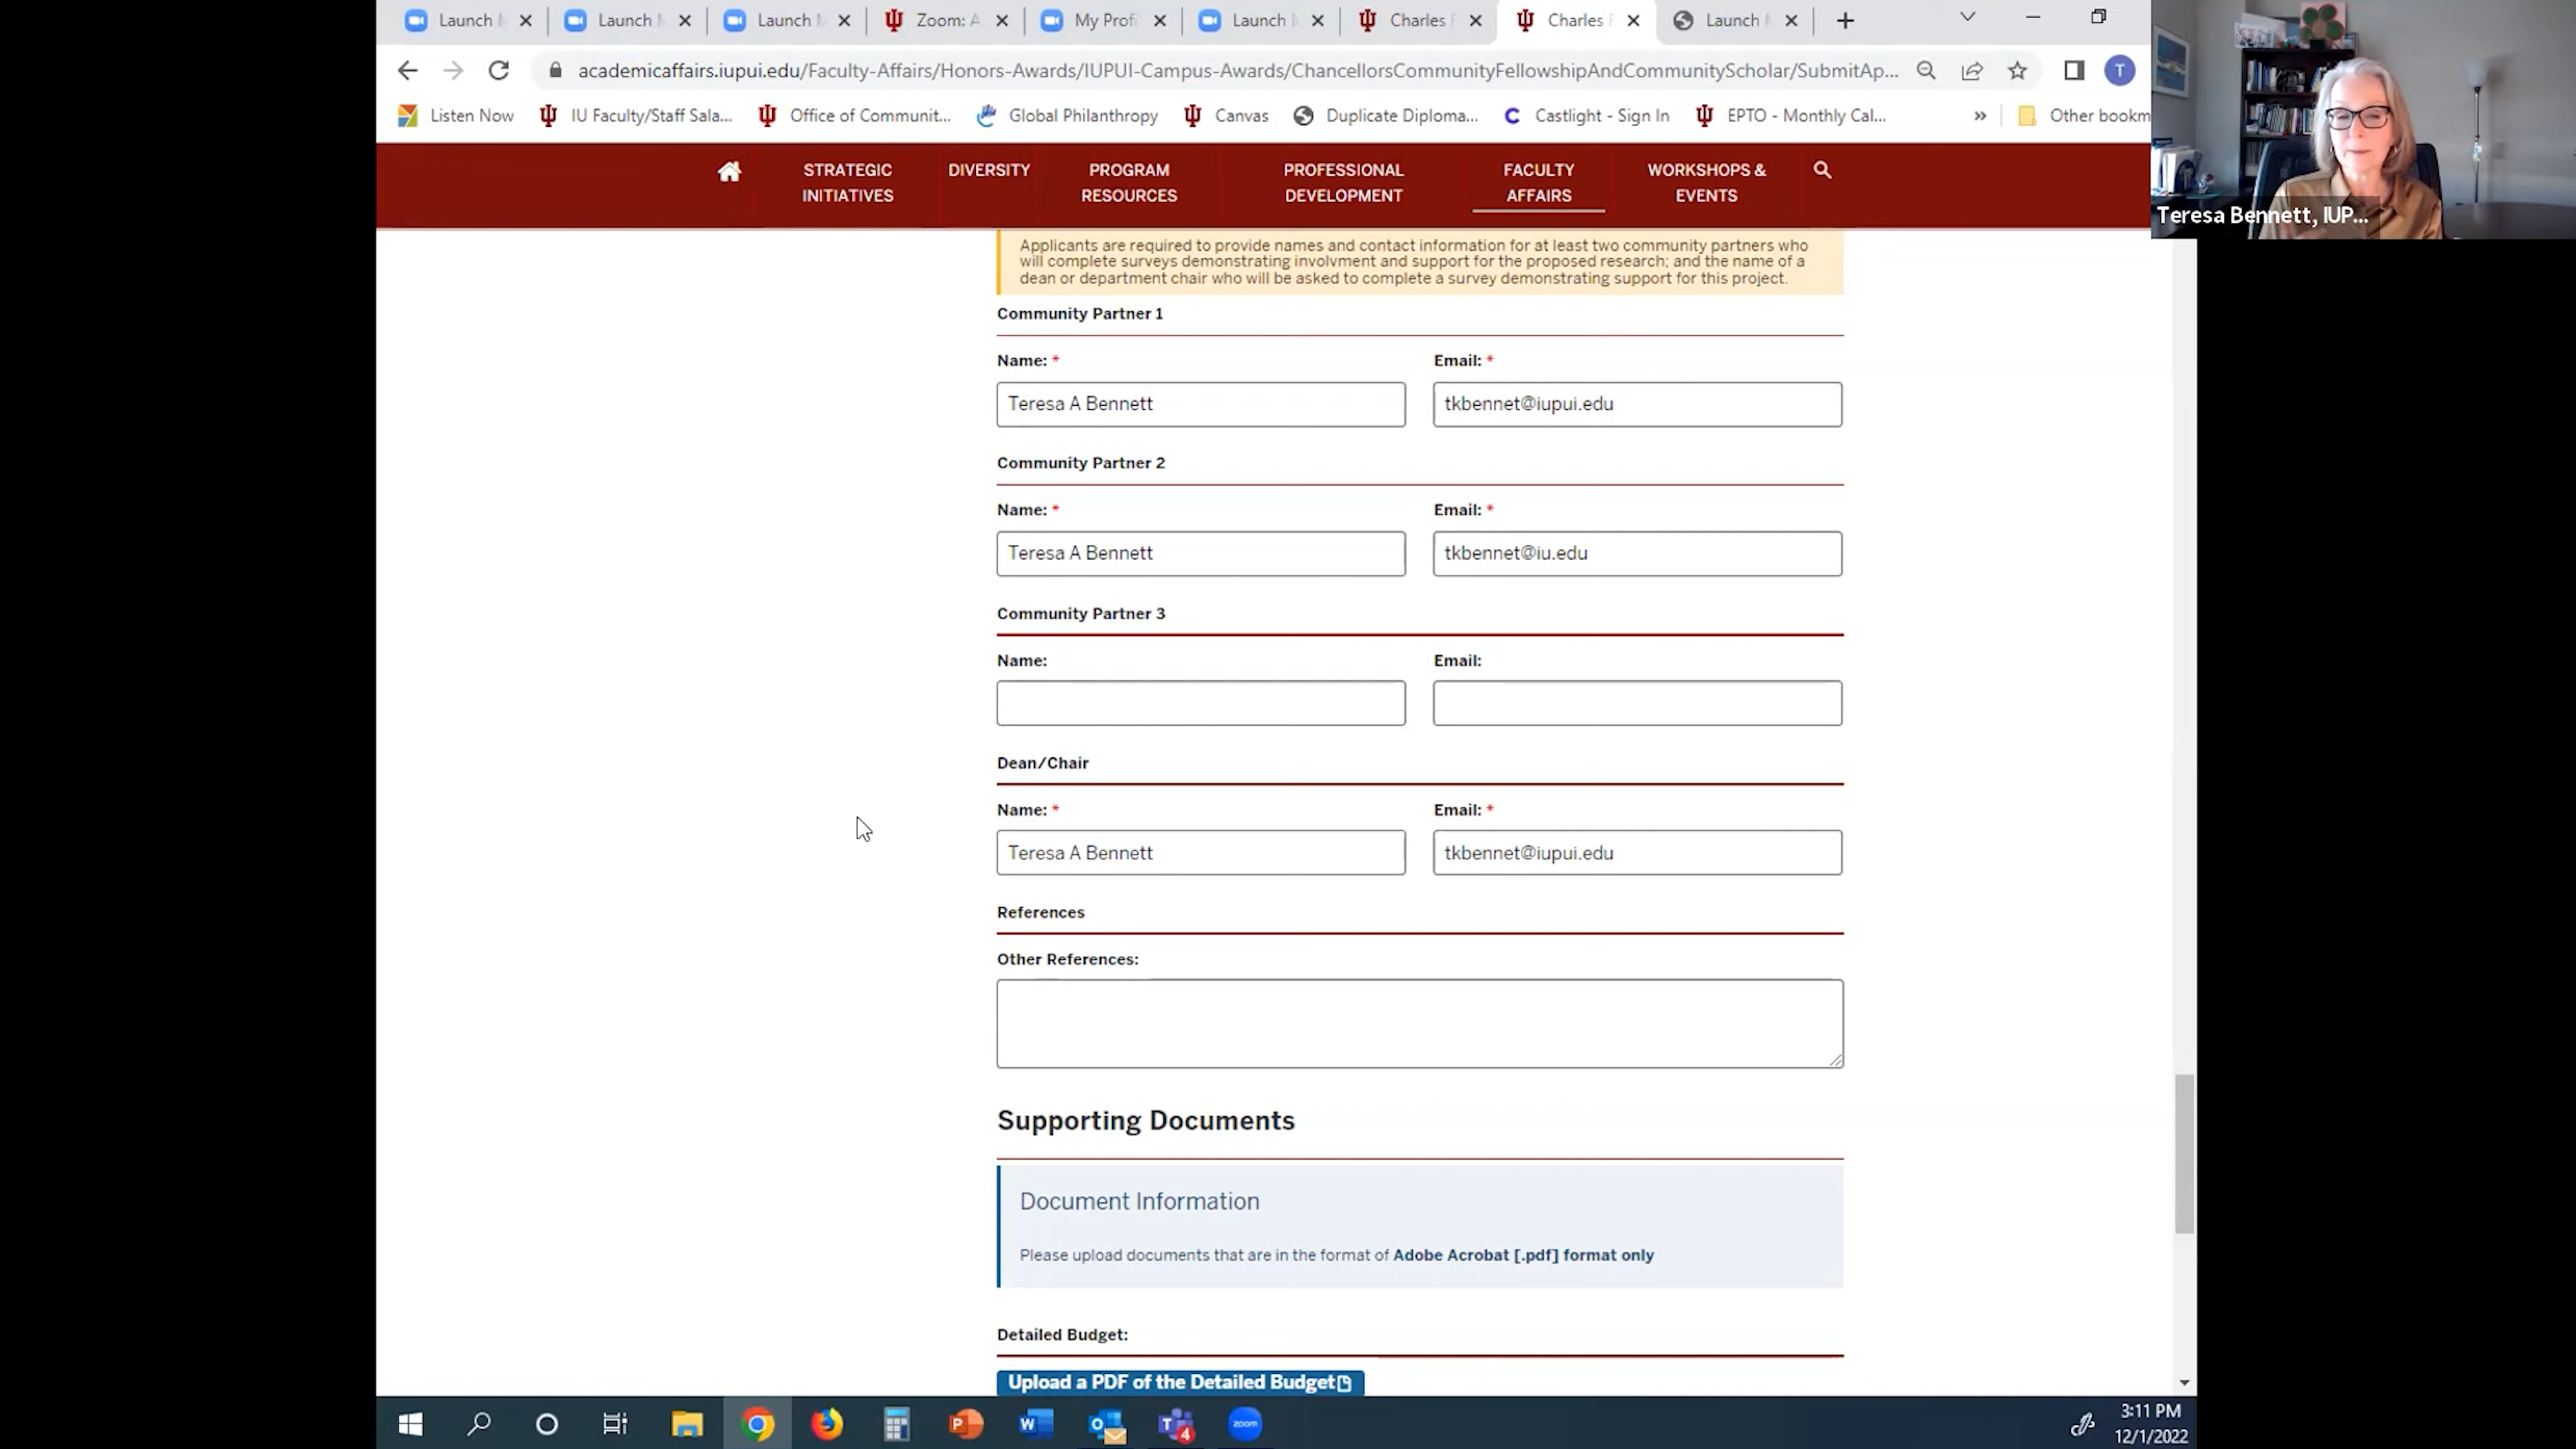 Launch
Launch
Launch
Zoom: A
My Profi
Launch
Charles
Charles
Launch
academicaffairs.iupui.edu/Faculty-Affairs/Honors-Awards/IUPUI-Campus-Awards/ChancellorsCommunityFellowshipAndCommunityScholar/SubmitAp...
T
Listen Now
IU Faculty/Staff Sala...
Office of Communit...
Global Philanthropy
Canvas
Duplicate Diploma...
C Castlight - Sign In
EPTO - Monthly Cal...
»
Other bookm
STRATEGIC
INITIATIVES
DIVERSITY
PROGRAM
RESOURCES
PROFESSIONAL
DEVELOPMENT
FACULTY
AFFAIRS
WORKSHOPS &
EVENTS
Teresa Bennett, IUP...
Applicants are required to provide names and contact information for at least two community partners who
will complete surveys demonstrating involvment and support for the proposed research; and the name of a
dean or department chair who will be asked to complete a survey demonstrating support for this project.
Community Partner 1
Name: * Email: *
Teresa A Bennett tkbennet@iupui.edu
Community Partner 2
Name: * Email: *
Teresa A Bennett tkbennet@iu.edu
Community Partner 3
Name: Email:
Dean/Chair
Name: * Email: *
Teresa A Bennett tkbennet@iupui.edu
References
Other References:
Supporting Documents
Document Information
Please upload documents that are in the format of Adobe Acrobat [.pdf] format only
Detailed Budget:
Upload a PDF of the Detailed Budget
zoom
4
3:11 PM
12/1/2022